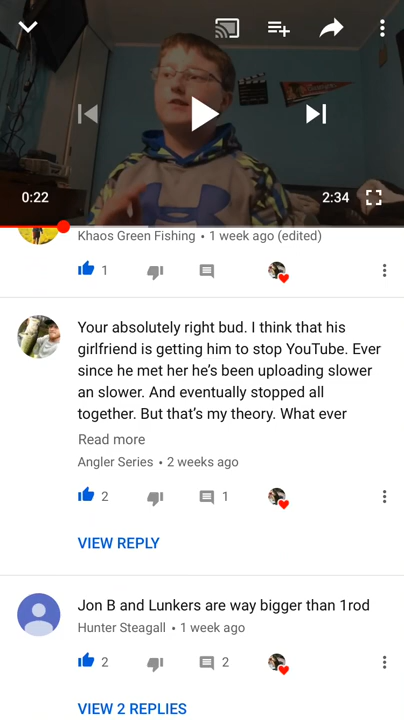 0:22
2:34
Khaos Green Fishing • 1 week ago (edited)
1
Your absolutely right bud. I think that his
girlfriend is getting him to stop YouTube. Ever
since he met her he's been uploading slower
an slower. And eventually stopped all
together. But that's my theory. What ever
Read more
Angler Series • 2 weeks ago
2
1
VIEW REPLY
Jon B and Lunkers are way bigger than 1rod
Hunter Steagall • 1 week ago
2
2
VIEW 2 REPLIES